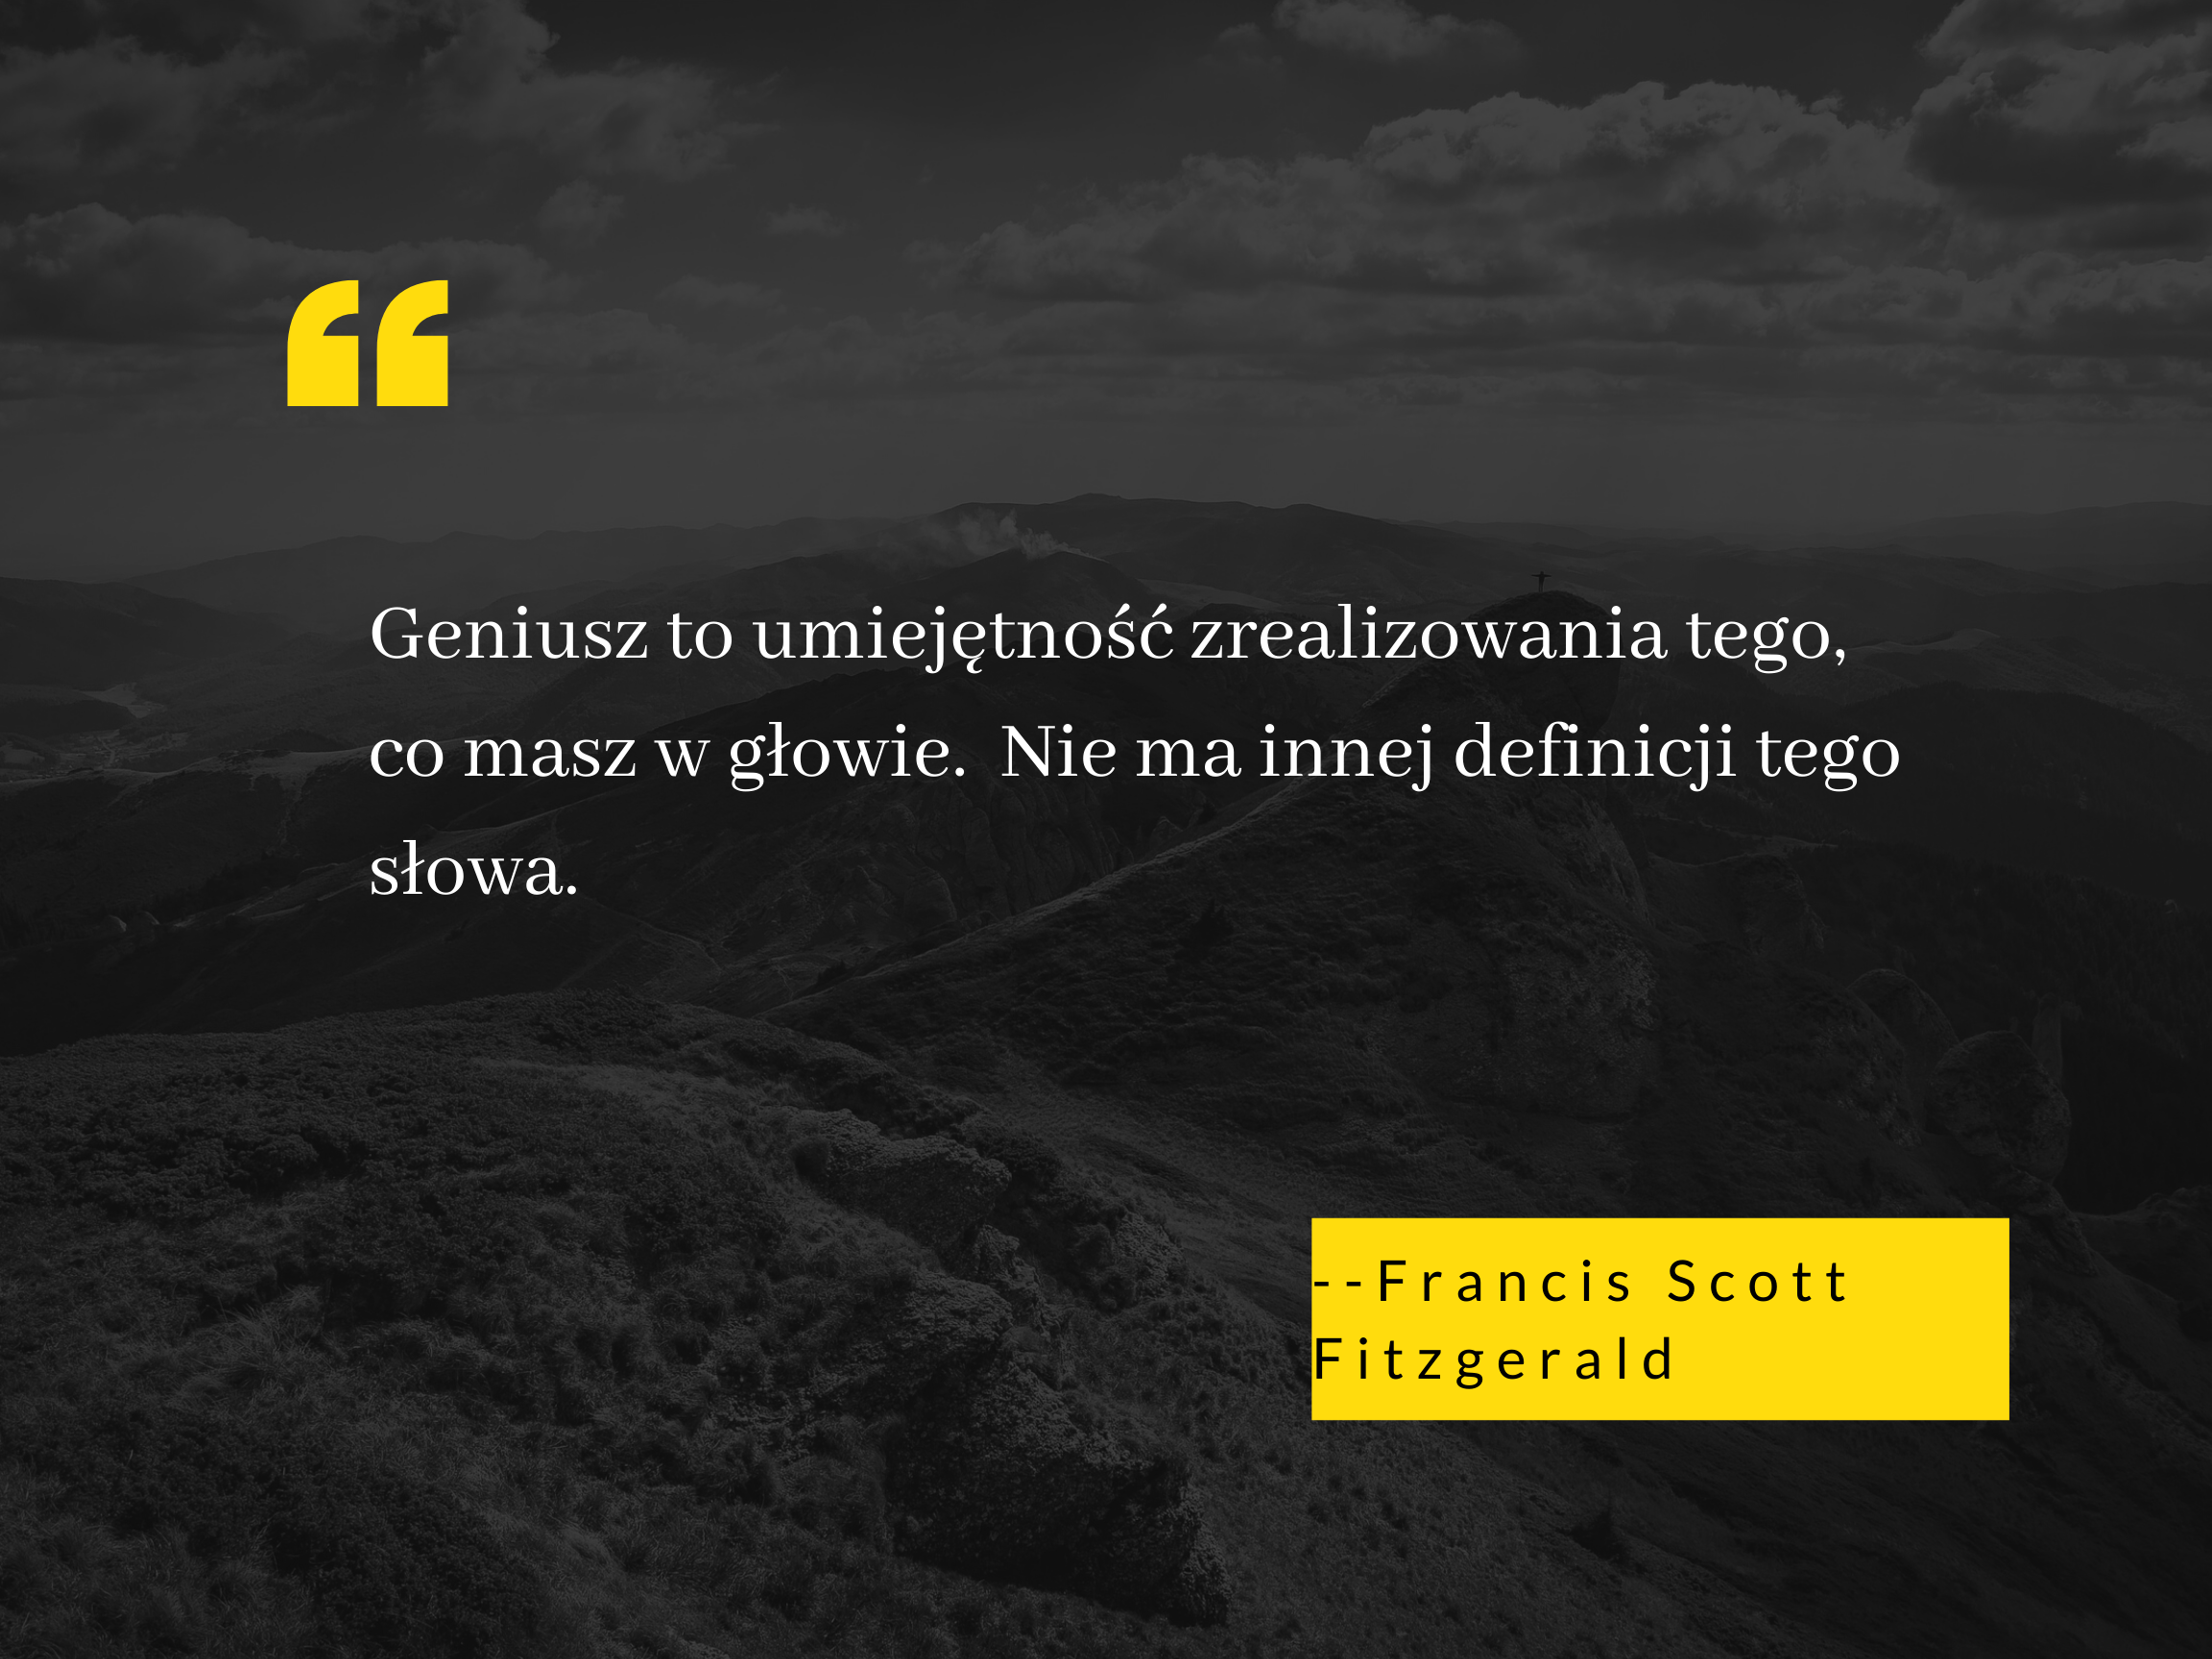 “
Geniusz to umiejętność zrealizowania tego,
co masz w głowie.  Nie ma innej definicji tego
słowa.
--Francis Scott
Fitzgerald